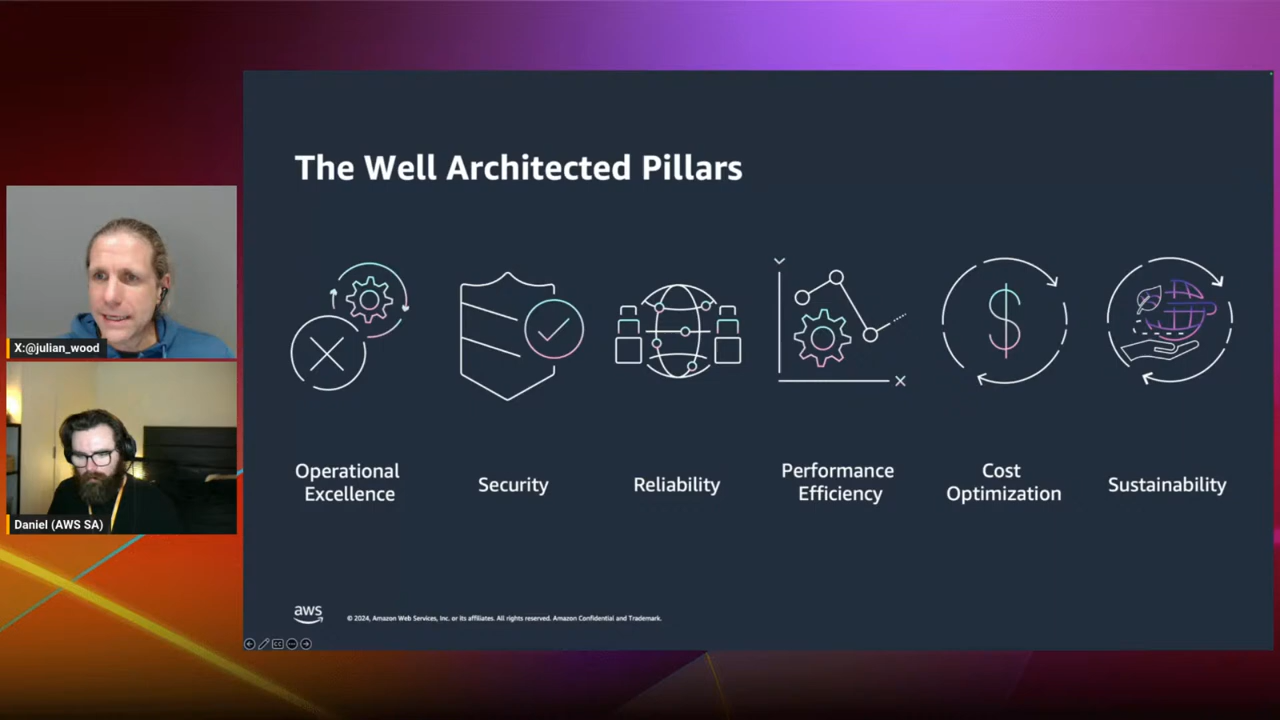 The Well Architected Pillars
X:@julian_wood
Daniel (AWS SA)
Operational
Excellence
Security
Reliability
Performance
Efficiency
Cost
Optimization
Sustainability
aws
© 2024, Amazon Web Services, Inc. or its affiliates. All rights reserved. Amazon Confidential and Trademark.